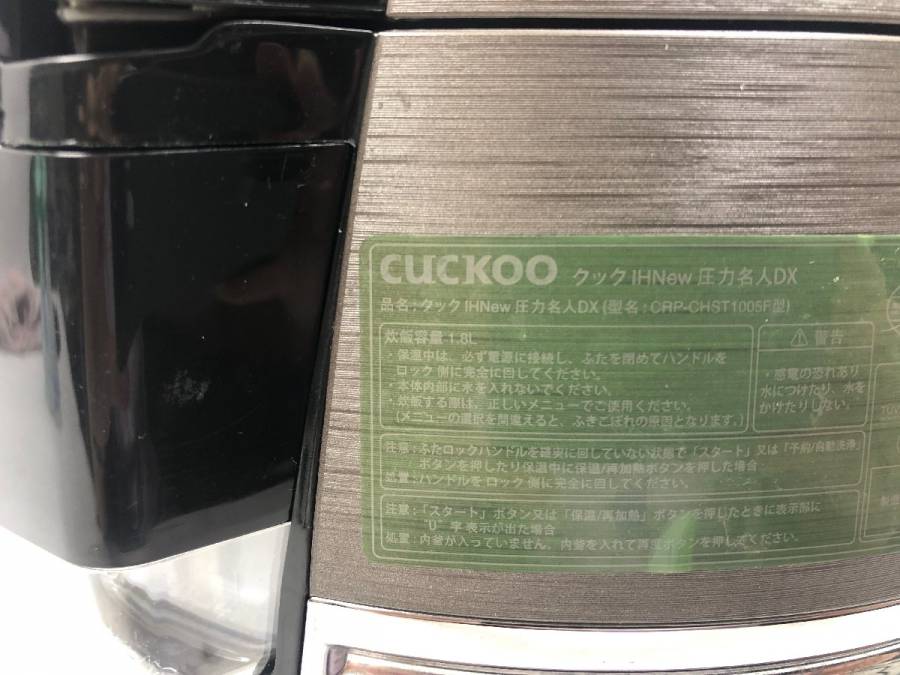 CUCKOO クックIHNew 圧力名人DX
品名：クックIHNew 圧力名人DX (型名：CRP-CHST1005F型)
炊飯容量 1.8L
・保温中は、必ず電源に接続し、ふたを閉めてハンドルを
ロック側に完全に回してください。
・本体内部に水を入れないでください。
・炊飯する際は、正しいメニューでご使用ください。
(メニューの選択を間違えると、ふきこぼれの原因となります。)
警告
・感電の恐れあり
水につけたり、水を
かけたりしない。
注意：ふたロックハンドルを確実に回していない状態で「スタート」又は「予約/自動洗浄」
ボタンを押したり保温中に保温/再加熱ボタンを押した場合
処置：ハンドルをロック側に完全に回してください。
注意：「スタート」ボタン又は「保温/再加熱」ボタンを押したときに表示部に
"U"字表示が出た場合
処置：内釜が入っていません。内釜を入れて再度ボタンを押してください。